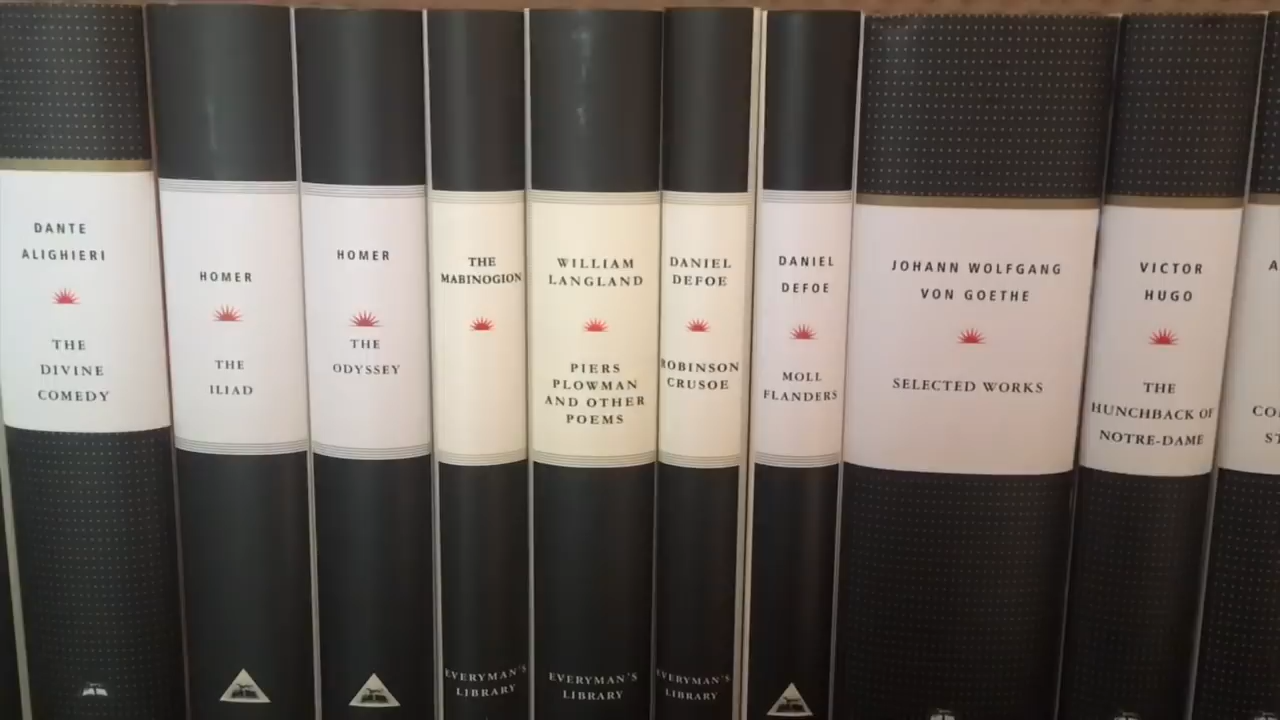 DANTE
ALIGHIERI
THE
DIVINE
COMEDY
HOMER
THE
ILIAD
HOMER
THE
ODYSSEY
THE
MABINOGION
EVERYMAN'S
LIBRARY
WILLIAM
LANGLAND
PIERS
PLOWMAN
AND OTHER
POEMS
EVERYMAN'S
LIBRARY
DANIEL
DEFOE
ROBINSON
CRUSOE
EVERYMAN'S
LIBRARY
DANIEL
DEFOE
MOLL
FLANDERS
JOHANN WOLFGANG
VON GOETHE
SELECTED WORKS
VICTOR
HUGO
THE
HUNCHBACK OF
NOTRE-DAME